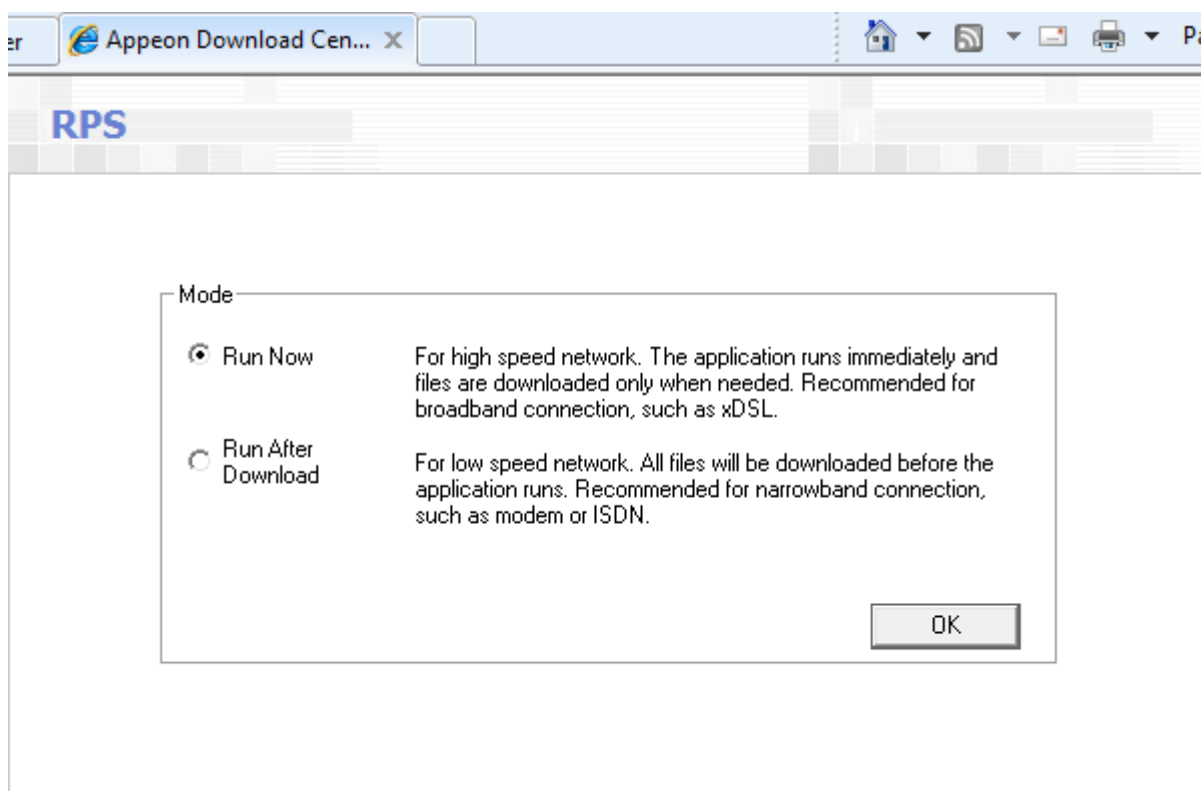 er
Appeon Download Cen...
Pa
RPS
Mode
Run Now
For high speed network. The application runs immediately and
files are downloaded only when needed. Recommended for
broadband connection, such as xDSL.
Run After
Download
For low speed network. All files will be downloaded before the
application runs. Recommended for narrowband connection,
such as modem or ISDN.
OK